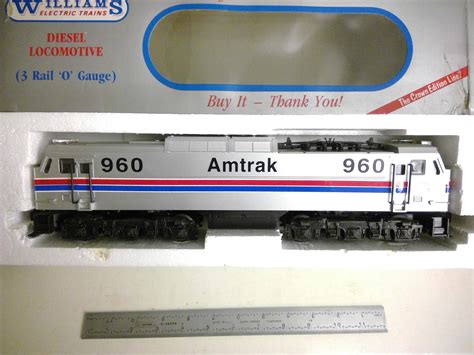 WILLIAMS
ELECTRIC TRAINS
DIESEL
LOCOMOTIVE
(3 Rail 'O' Gauge)
Buy It – Thank You!
The Crown Edition Line
960 Amtrak 960